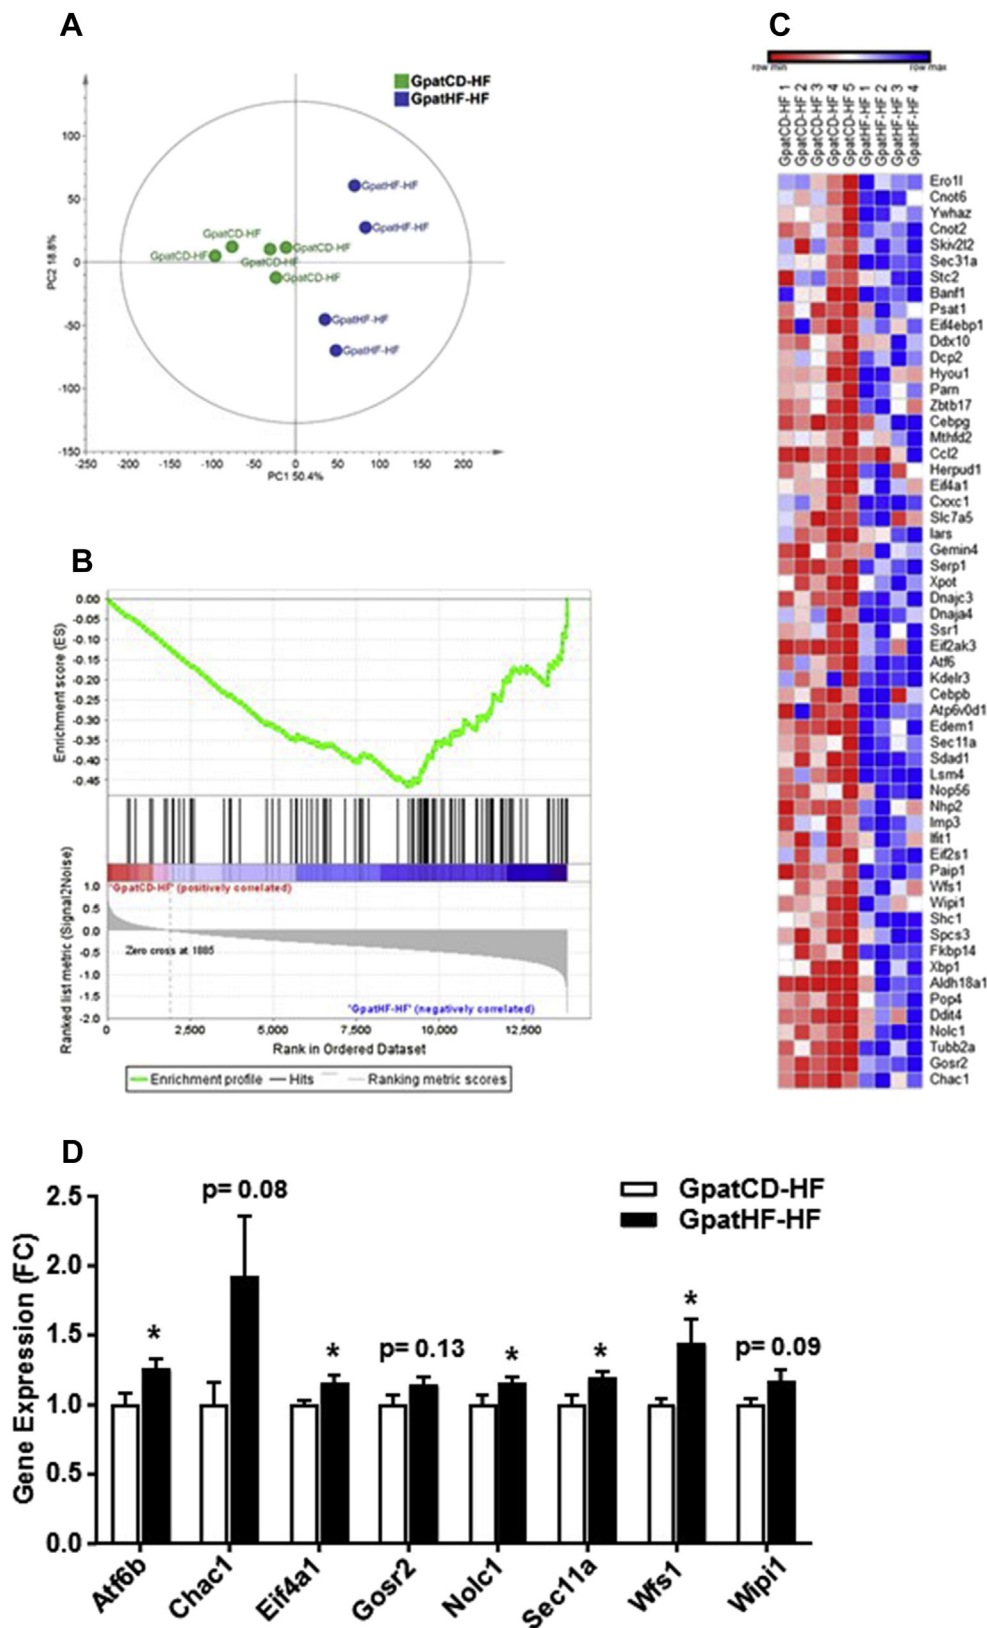 A
GpatCD-HF
GpatHF-HF
100
50
0
-50
-100
-150
-250 -200 -150 -100 -50 0 50 100 150 200
PC2 18.8%
PC1 50.4%
GpatHF-HF
GpatHF-HF
GpatCD-HF
GpatCD-HF
GpatCD-HF
GpatCD-HF
GpatCD-HF
GpatHF-HF
GpatHF-HF
B
Enrichment score (ES)
0.00
-0.05
-0.10
-0.15
-0.20
-0.25
-0.30
-0.35
-0.40
-0.45
Ranked list metric (Signal2Noise)
1.0
0.5
0.0
-0.5
-1.0
-1.5
-2.0
'GpatCD-HF' (positively correlated)
Zero cross at 1885
'GpatHF-HF' (negatively correlated)
0 2,500 5,000 7,500 10,000 12,500
Rank in Ordered Dataset
Enrichment profile Hits Ranking metric scores
C
row min row max
GpatCD-HF 1
GpatCD-HF 2
GpatCD-HF 3
GpatCD-HF 4
GpatCD-HF 5
GpatHF-HF 1
GpatHF-HF 2
GpatHF-HF 3
GpatHF-HF 4
Ero1l
Cnot6
Ywhaz
Cnot2
Skiv2l2
Sec31a
Stc2
Banf1
Psat1
Eif4ebp1
Ddx10
Dcp2
Hyou1
Parn
Zbtb17
Cebpg
Mthfd2
Ccl2
Herpud1
Eif4a1
Cxxc1
Slc7a5
Iars
Gemin4
Serp1
Xpot
Dnajc3
Dnaja4
Ssr1
Eif2ak3
Atf6
Kdelr3
Cebpb
Atp6v0d1
Edem1
Sec11a
Sdad1
Lsm4
Nop56
Nhp2
Imp3
Ifit1
Eif2s1
Paip1
Wfs1
Wipi1
Shc1
Spcs3
Fkbp14
Xbp1
Aldh18a1
Pop4
Ddit4
Nolc1
Tubb2a
Gosr2
Chac1
D
GpatCD-HF
GpatHF-HF
Gene Expression (FC)
2.5
2.0
1.5
1.0
0.5
0.0
*
p= 0.08
*
p= 0.13
*
*
*
p= 0.09
Atf6b
Chac1
Eif4a1
Gosr2
Nolc1
Sec11a
Wfs1
Wipi1